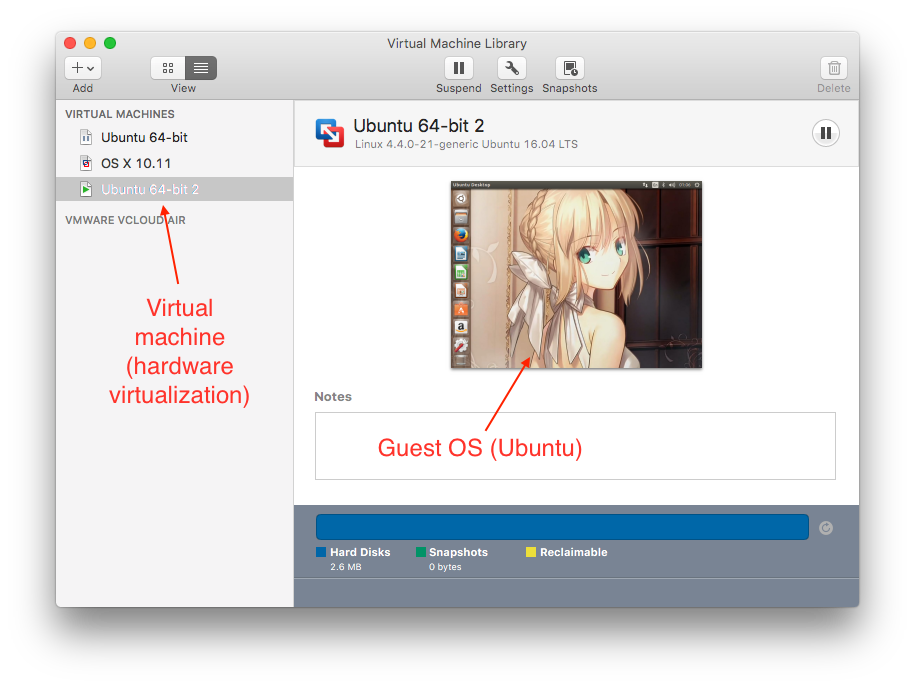 Virtual Machine Library
Add
View
Suspend
Settings
Snapshots
Delete
VIRTUAL MACHINES
Ubuntu 64-bit
OS X 10.11
Ubuntu 64-bit 2
VMWARE VCLOUD AIR
Virtual
machine
(hardware
virtualization)
Ubuntu 64-bit 2
Linux 4.4.0-21-generic Ubuntu 16.04 LTS
Ubuntu Desktop
Notes
Guest OS (Ubuntu)
Hard Disks
2.6 MB
Snapshots
0 bytes
Reclaimable